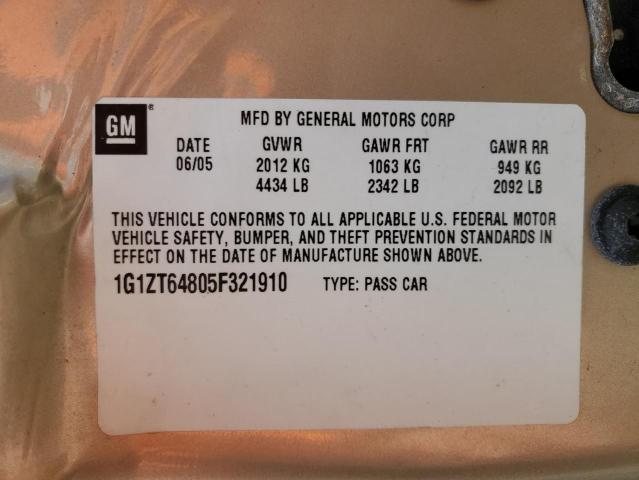 GM ®
MFD BY GENERAL MOTORS CORP
DATE GVWR GAWR FRT GAWR RR
06/05 2012 KG 1063 KG 949 KG
4434 LB 2342 LB 2092 LB
THIS VEHICLE CONFORMS TO ALL APPLICABLE U.S. FEDERAL MOTOR
VEHICLE SAFETY, BUMPER, AND THEFT PREVENTION STANDARDS IN
EFFECT ON THE DATE OF MANUFACTURE SHOWN ABOVE.
1G1ZT64805F321910 TYPE: PASS CAR